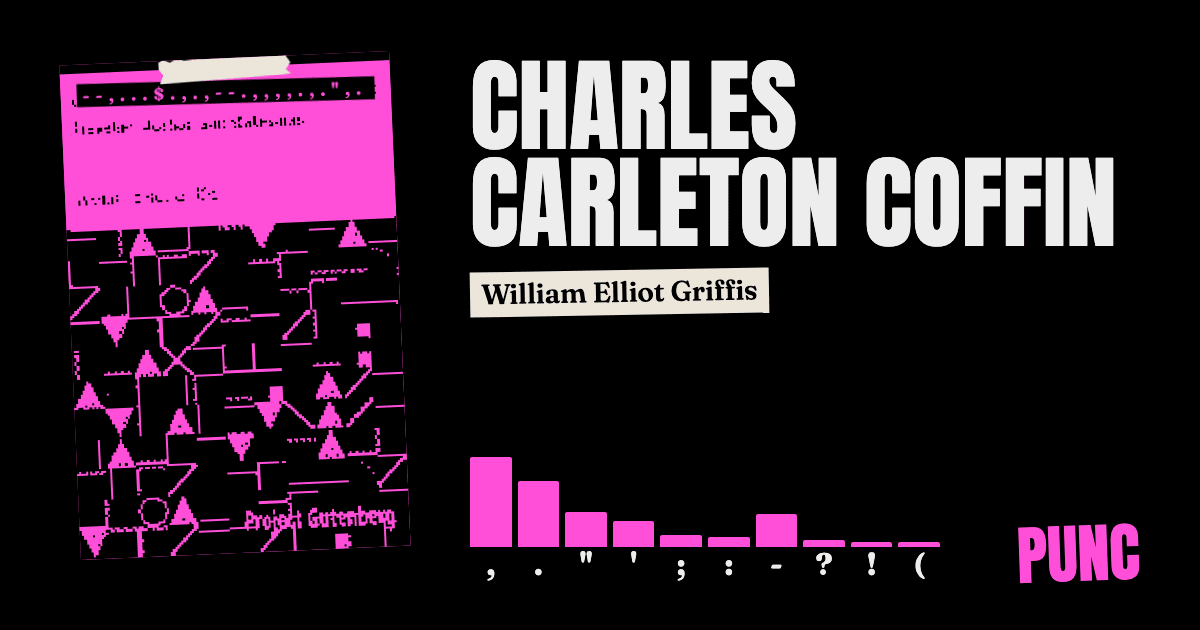 --,...$.,.,--.,,,,.,.",.
Project Gutenberg
CHARLES
CARLETON COFFIN
William Elliot Griffis
, . " ' ; : - ? ! (
PUNC